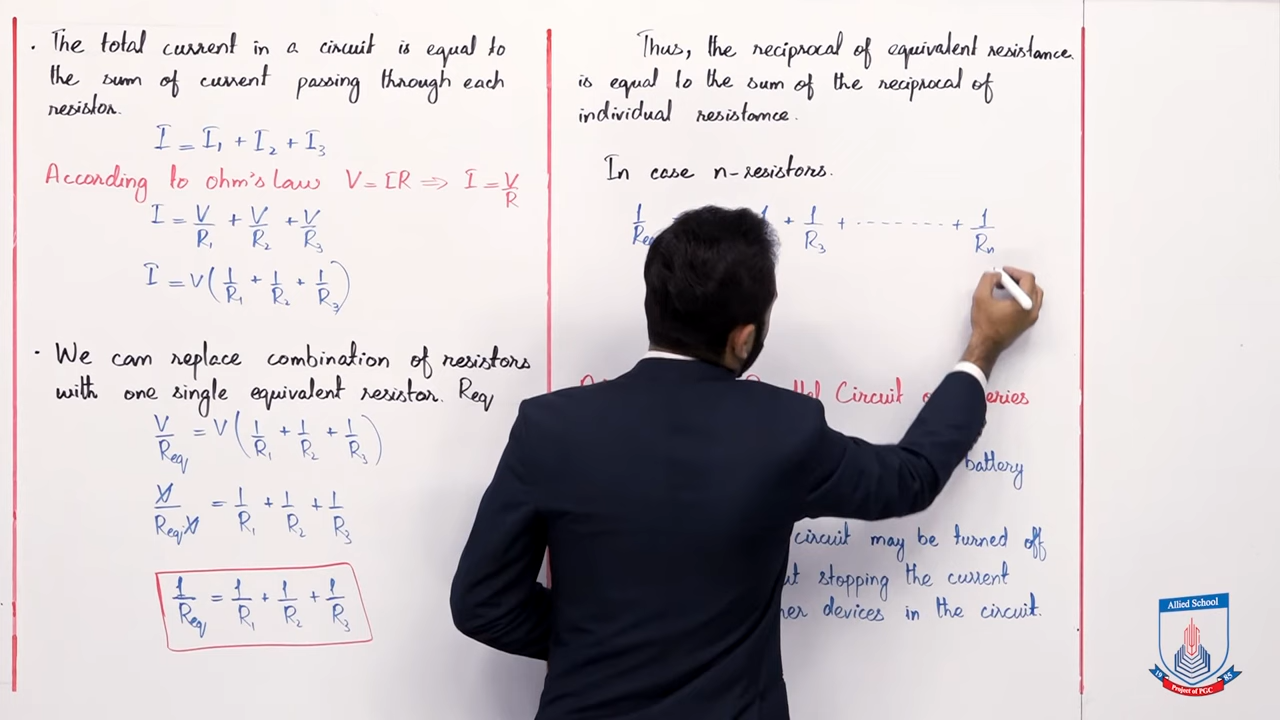 . The total current in a circuit is equal to
the sum of current passing through each
resistor.
I = I₁ + I₂ + I₃
According to ohm's law V = IR ⇒ I = V/R
I = V/R₁ + V/R₂ + V/R₃
I = V(1/R₁ + 1/R₂ + 1/R₃)
. We can replace combination of resistors
with one single equivalent resistor. Req
V/Req = V(1/R₁ + 1/R₂ + 1/R₃)
V/Req.V = 1/R₁ + 1/R₂ + 1/R₃
1/Req = 1/R₁ + 1/R₂ + 1/R₃
Thus, the reciprocal of equivalent resistance.
is equal to the sum of the reciprocal of
individual resistance.
In case n-resistors.
1/Req + 1/R₃ + --------- + 1/Rₙ
Circuit
battery
circuit may be turned off
stopping the current
devices in the circuit.
Allied School
19 85
Project of PGC